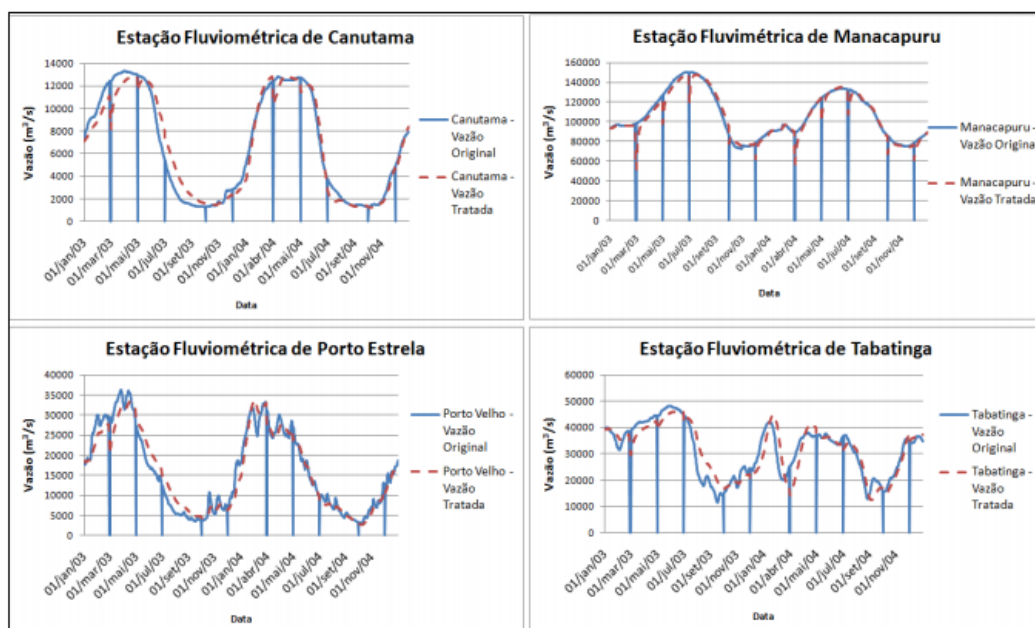 Estação Fluviométrica de Canutama
14000
12000
10000
8000
6000
4000
2000
0
Vazão (m³/s)
01/jan/03
01/mar/03
01/mai/03
01/jul/03
01/set/03
01/nov/03
01/jan/04
01/abr/04
01/mai/04
01/jul/04
01/set/04
01/nov/04
Data
Canutama -
Vazão
Original
Canutama -
Vazão
Tratada
Estação Fluvimétrica de Manacapuru
160000
140000
120000
100000
80000
60000
40000
20000
0
Vazão (m³/s)
01/jan/03
01/mar/03
01/mai/03
01/jul/03
01/set/03
01/nov/03
01/jan/04
01/abr/04
01/mai/04
01/jul/04
01/set/04
01/nov/04
Data
Manacapuru -
Vazão Original
Manacapuru -
Vazão Tratada
Estação Fluviométrica de Porto Estrela
40000
35000
30000
25000
20000
15000
10000
5000
0
Vazão (m³/s)
01/jan/03
01/mar/03
01/mai/03
01/jul/03
01/set/03
01/nov/03
01/jan/04
01/abr/04
01/mai/04
01/jul/04
01/set/04
01/nov/04
Data
Porto Velho -
Vazão
Original
Porto Velho -
Vazão
Tratada
Estação Fluviométrica de Tabatinga
60000
50000
40000
30000
20000
10000
0
Vazão (m³/s)
01/jan/03
01/mar/03
01/mai/03
01/jul/03
01/set/03
01/nov/03
01/jan/04
01/abr/04
01/mai/04
01/jul/04
01/set/04
01/nov/04
Data
Tabatinga -
Vazão
Original
Tabatinga -
Vazão
Tratada